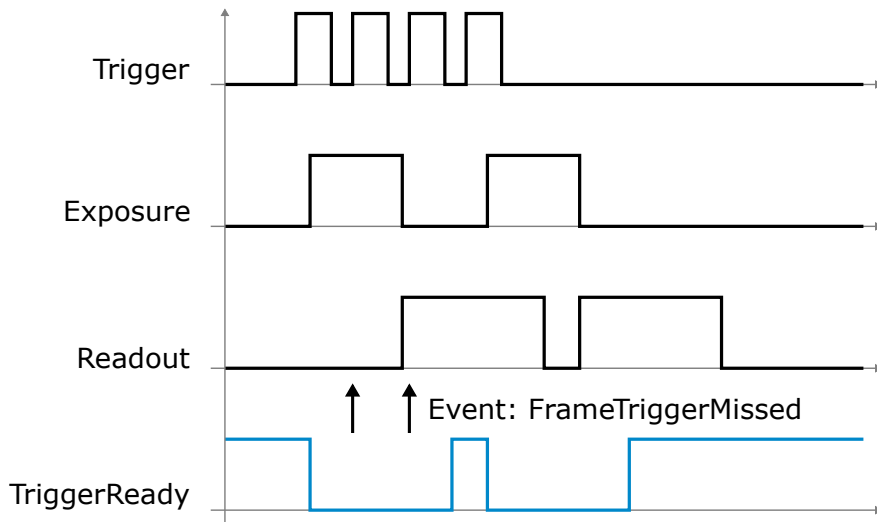 Trigger
Exposure
Readout
Event: FrameTriggerMissed
TriggerReady